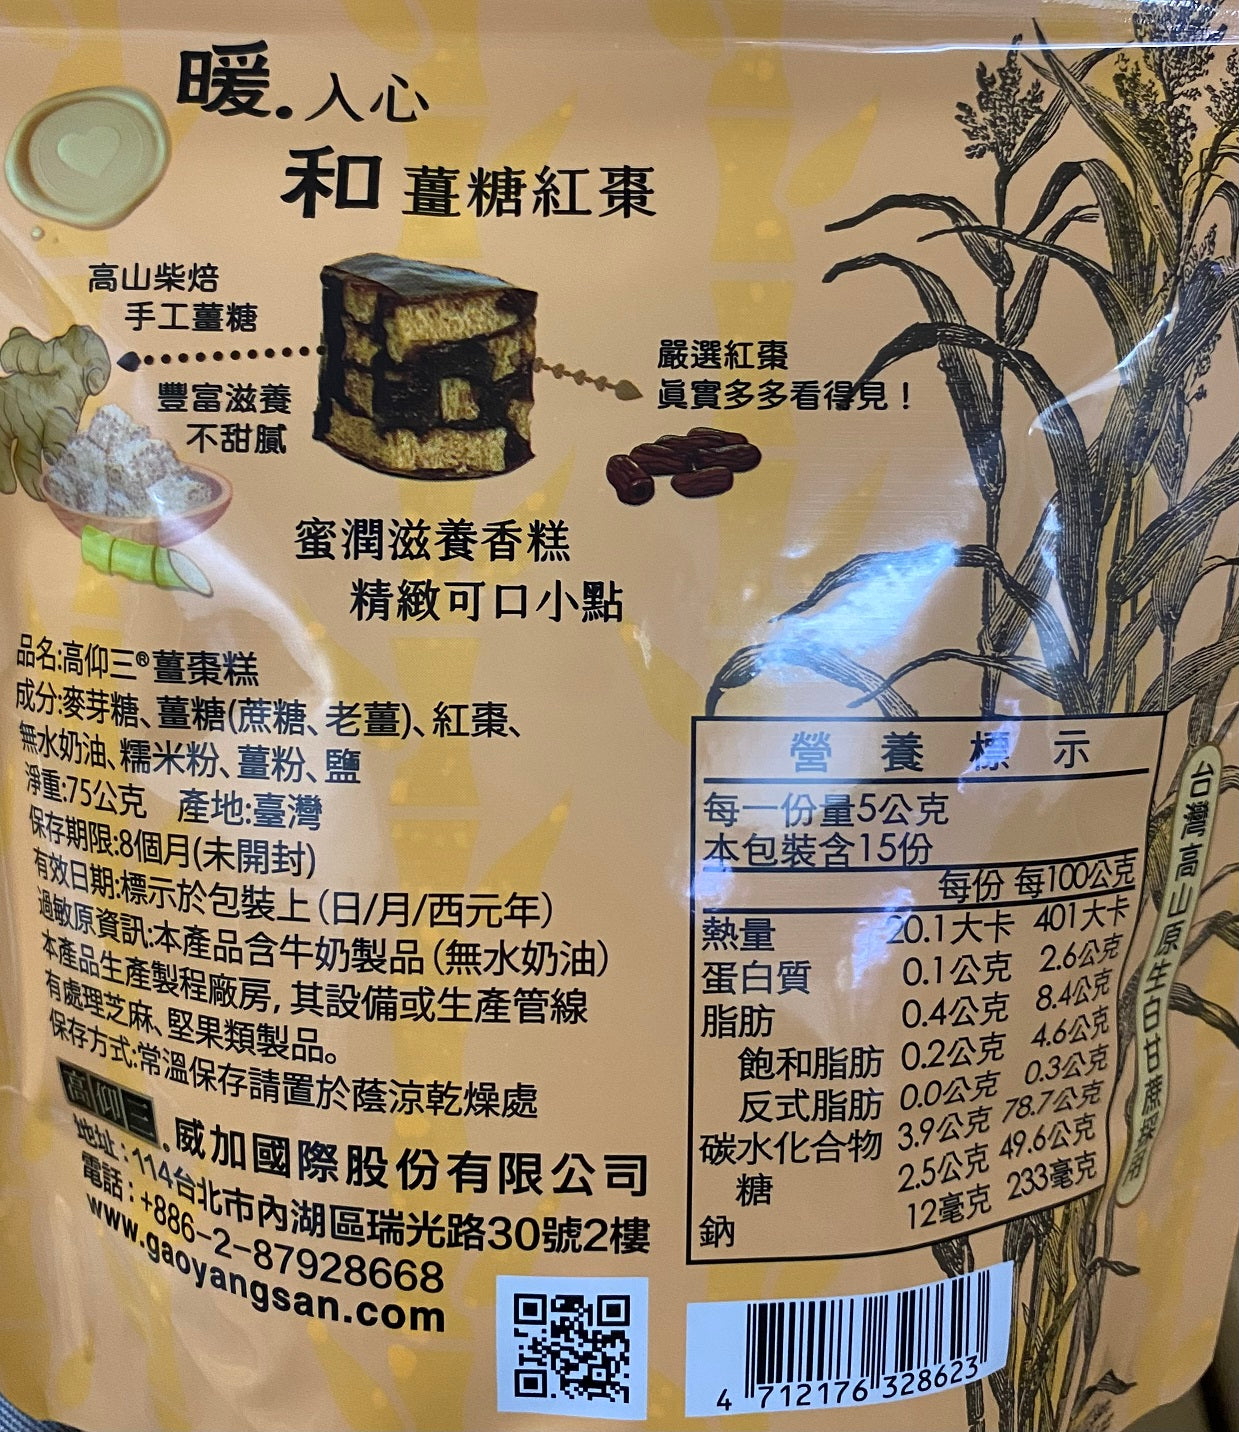 暖.入心
和薑糖紅棗
高山柴焙
手工薑糖
豐富滋養
不甜膩
嚴選紅棗
眞實多多看得見！
蜜潤滋養香糕
精緻可口小點
品名:高仰三®薑棗糕
成分:麥芽糖、薑糖(蔗糖、老薑)、紅棗、
無水奶油、糯米粉、薑粉、鹽
淨重:75公克 產地:臺灣
保存期限:8個月(未開封)
有效日期:標示於包裝上(日/月/西元年)
過敏原資訊:本產品含牛奶製品(無水奶油)
本產品生產製程廠房,其設備或生產管線
有處理芝麻、堅果類製品。
保存方式:常溫保存請置於蔭涼乾燥處
高仰三 威加國際股份有限公司
地址:114台北市內湖區瑞光路30號2樓
電話:+886-2-87928668
www.gaoyangsan.com
營養標示
每一份量5公克
本包裝含15份
每份 每100公克
熱量 20.1大卡 401大卡
蛋白質 0.1公克 2.6公克
脂肪 0.4公克 8.4公克
飽和脂肪 0.2公克 4.6公克
反式脂肪 0.0公克 0.3公克
碳水化合物 3.9公克 78.7公克
糖 2.5公克 49.6公克
鈉 12毫克 233毫克
台灣高山原生白甘蔗採用
4 712176 328623